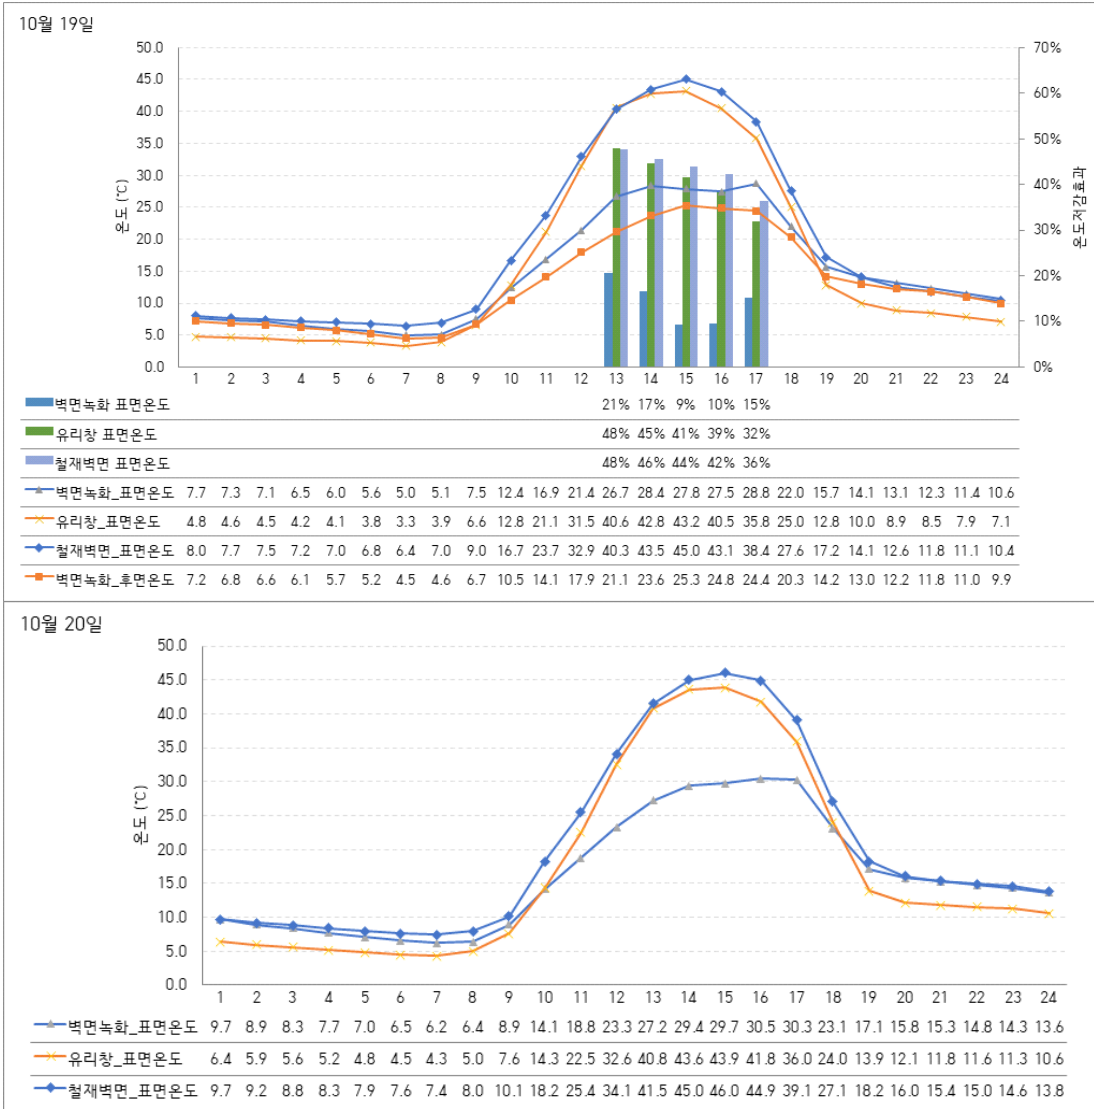 10월 19일
50.0
45.0
40.0
35.0
30.0
25.0
20.0
15.0
10.0
5.0
0.0
온도 (℃)
70%
60%
50%
40%
30%
20%
10%
0%
온도저감효과
1 2 3 4 5 6 7 8 9 10 11 12 13 14 15 16 17 18 19 20 21 22 23 24
벽면녹화 표면온도 21% 17% 9% 10% 15%
유리창 표면온도 48% 45% 41% 39% 32%
철재벽면 표면온도 48% 46% 44% 42% 36%
벽면녹화_표면온도 7.7 7.3 7.1 6.5 6.0 5.6 5.0 5.1 7.5 12.4 16.9 21.4 26.7 28.4 27.8 27.5 28.8 22.0 15.7 14.1 13.1 12.3 11.4 10.6
유리창_표면온도 4.8 4.6 4.5 4.2 4.1 3.8 3.3 3.9 6.6 12.8 21.1 31.5 40.6 42.8 43.2 40.5 35.8 25.0 12.8 10.0 8.9 8.5 7.9 7.1
철재벽면_표면온도 8.0 7.7 7.5 7.2 7.0 6.8 6.4 7.0 9.0 16.7 23.7 32.9 40.3 43.5 45.0 43.1 38.4 27.6 17.2 14.1 12.6 11.8 11.1 10.4
벽면녹화_후면온도 7.2 6.8 6.6 6.1 5.7 5.2 4.5 4.6 6.7 10.5 14.1 17.9 21.1 23.6 25.3 24.8 24.4 20.3 14.2 13.0 12.2 11.8 11.0 9.9
10월 20일
50.0
45.0
40.0
35.0
30.0
25.0
20.0
15.0
10.0
5.0
0.0
온도 (℃)
1 2 3 4 5 6 7 8 9 10 11 12 13 14 15 16 17 18 19 20 21 22 23 24
벽면녹화_표면온도 9.7 8.9 8.3 7.7 7.0 6.5 6.2 6.4 8.9 14.1 18.8 23.3 27.2 29.4 29.7 30.5 30.3 23.1 17.1 15.8 15.3 14.8 14.3 13.6
유리창_표면온도 6.4 5.9 5.6 5.2 4.8 4.5 4.3 5.0 7.6 14.3 22.5 32.6 40.8 43.6 43.9 41.8 36.0 24.0 13.9 12.1 11.8 11.6 11.3 10.6
철재벽면_표면온도 9.7 9.2 8.8 8.3 7.9 7.6 7.4 8.0 10.1 18.2 25.4 34.1 41.5 45.0 46.0 44.9 39.1 27.1 18.2 16.0 15.4 15.0 14.6 13.8